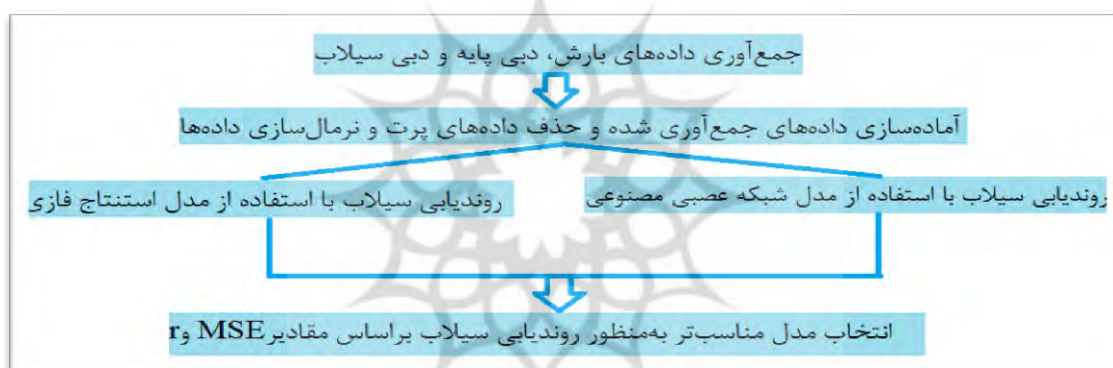 جمع‌آوری داده‌های بارش، دبی پایه و دبی سیلاب
آماده‌سازی داده‌های جمع‌آوری شده و حذف داده‌های پرت و نرمال‌سازی داده‌ها
روندیابی سیلاب با استفاده از مدل شبکه عصبی مصنوعی
روندیابی سیلاب با استفاده از مدل استنتاج فازی
انتخاب مدل مناسب‌تر به‌منظور روندیابی سیلاب براساس مقادیر MSE و r